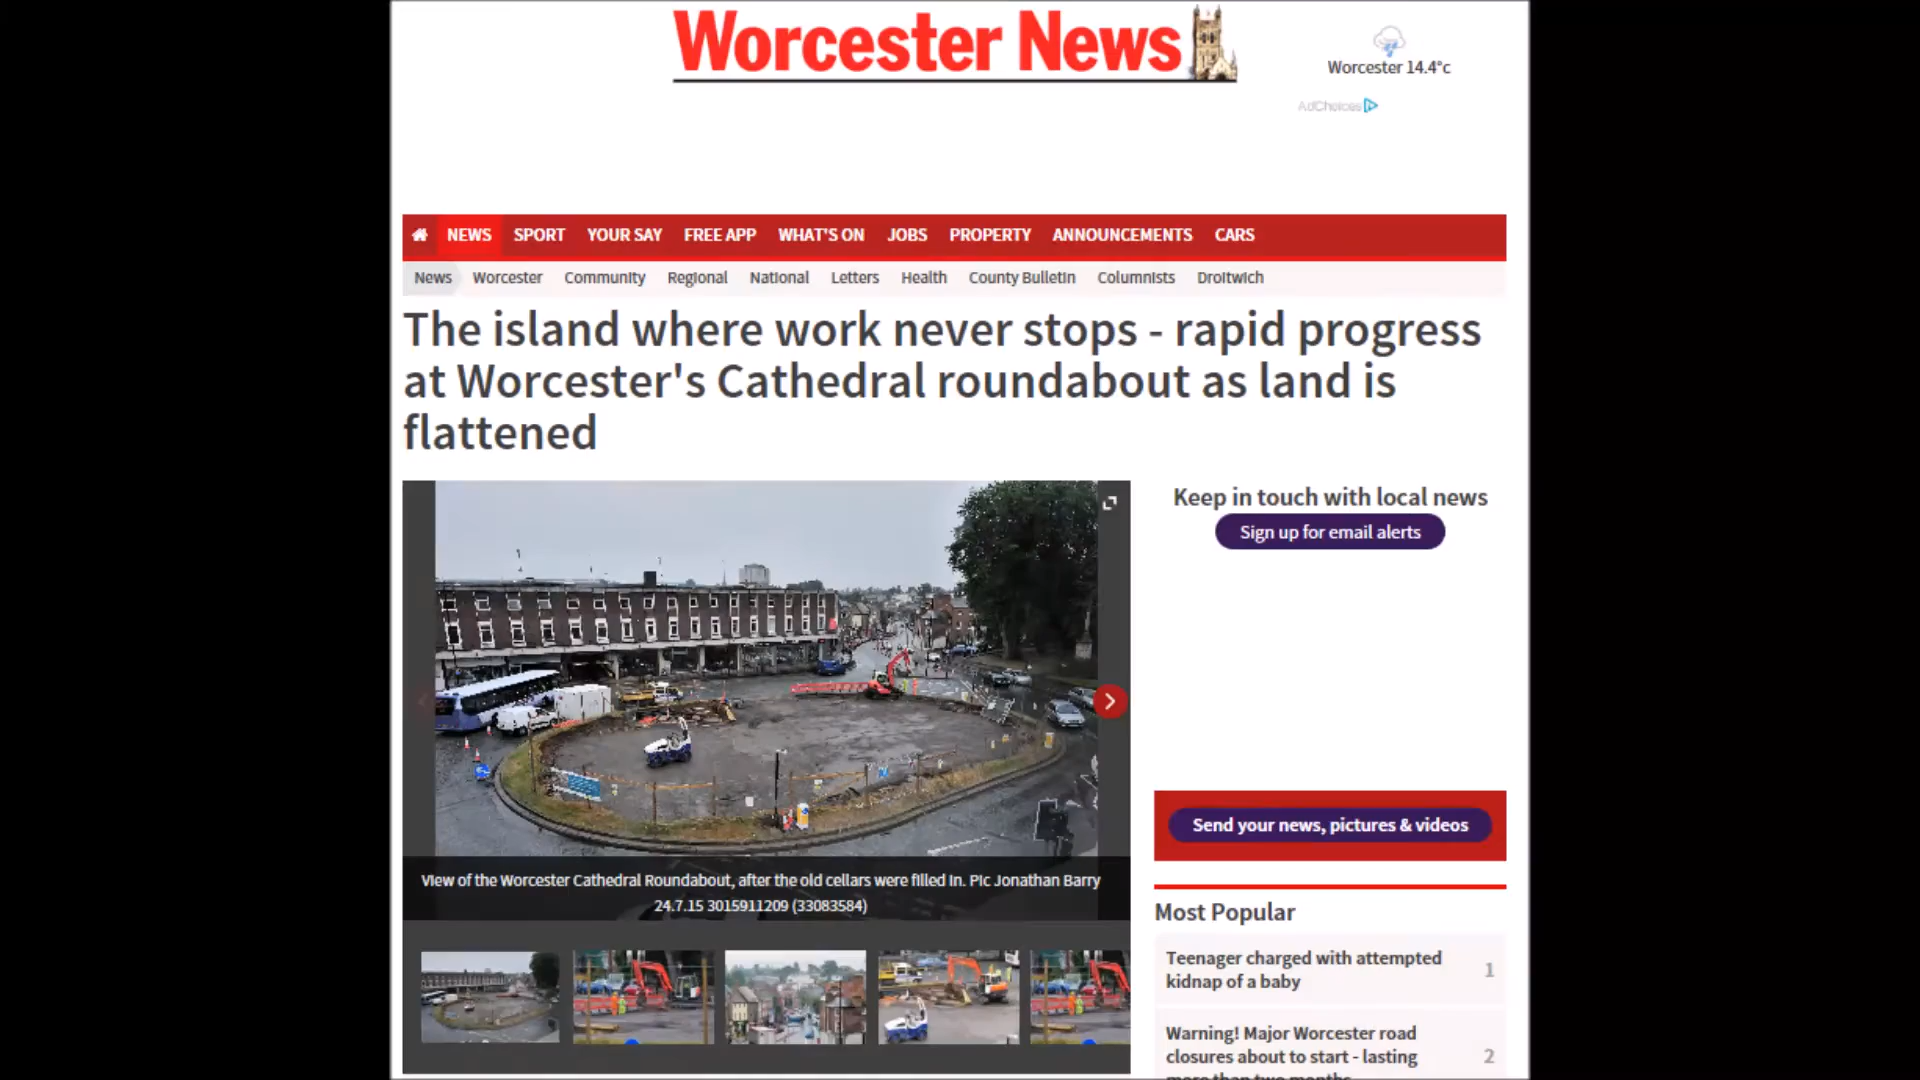 Worcester News
Worcester 14.4°c
AdChoices
NEWS SPORT YOUR SAY FREE APP WHAT'S ON JOBS PROPERTY ANNOUNCEMENTS CARS
News Worcester Community Regional National Letters Health County Bulletin Columnists Droitwich
The island where work never stops - rapid progress
at Worcester's Cathedral roundabout as land is
flattened
View of the Worcester Cathedral Roundabout, after the old cellars were filled in. Pic Jonathan Barry
24.7.15 3015911209 (33083584)
Keep in touch with local news
Sign up for email alerts
Send your news, pictures & videos
Most Popular
Teenager charged with attempted
kidnap of a baby
1
Warning! Major Worcester road
closures about to start - lasting
more than two months
2